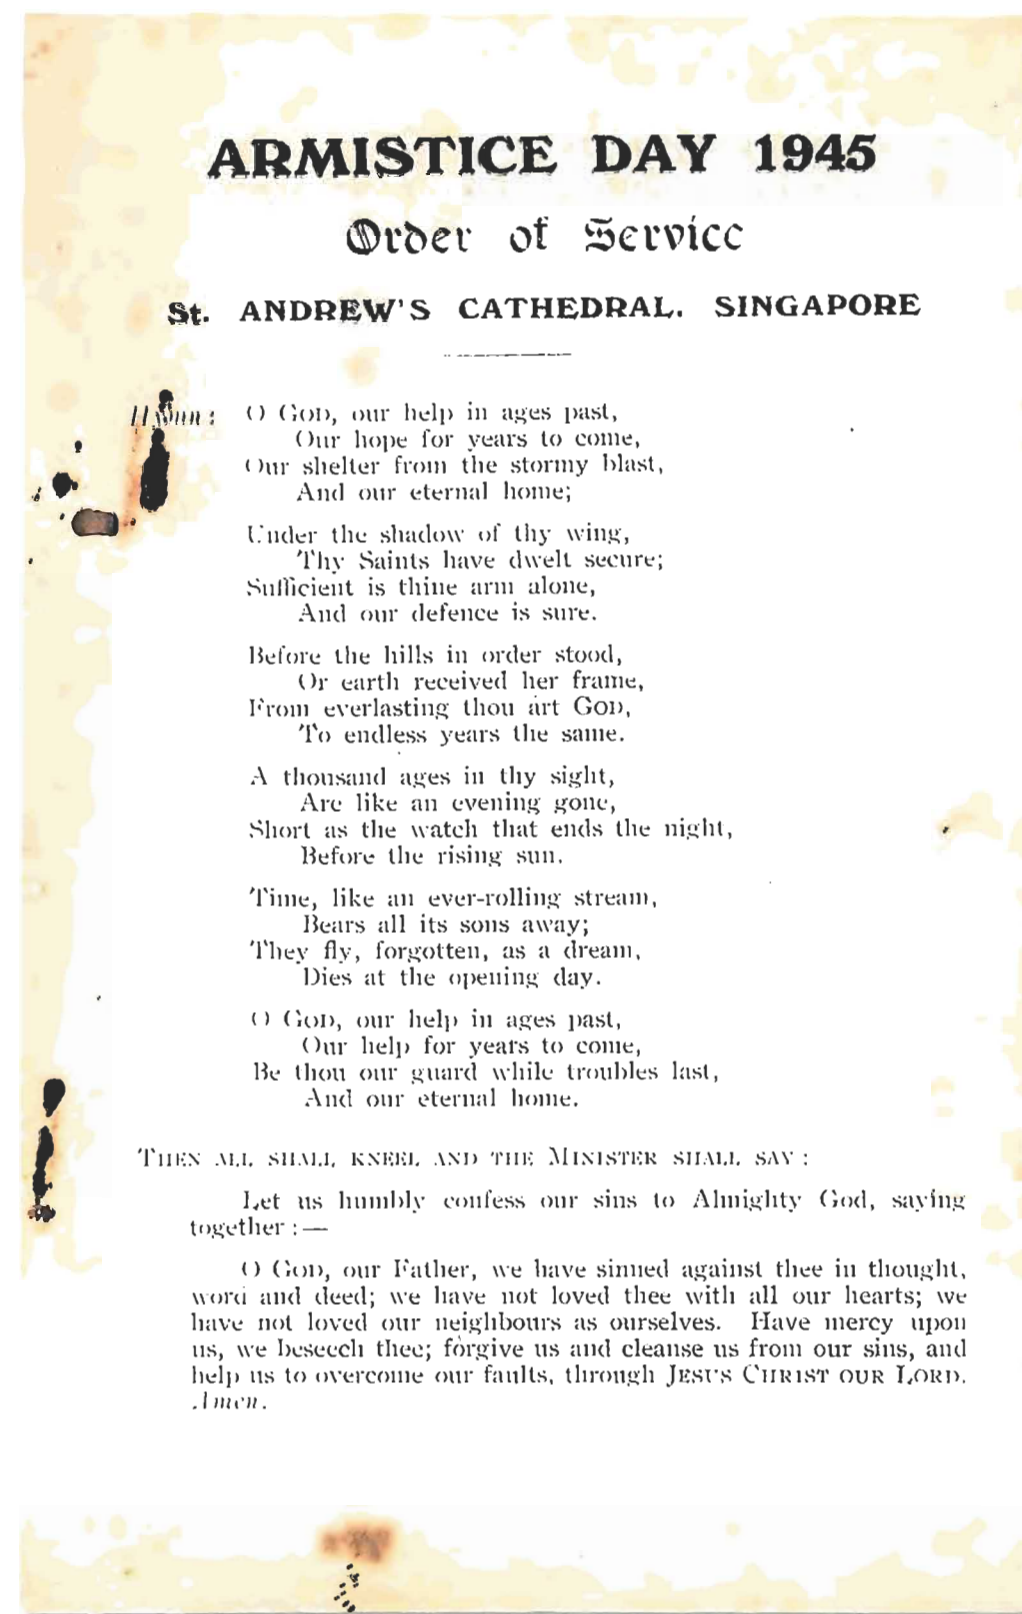 ARMISTICE DAY 1945
Order of Service
St. ANDREW'S CATHEDRAL, SINGAPORE
Hymn: O GOD, our help in ages past,
Our hope for years to come,
Our shelter from the stormy blast,
And our eternal home;
Under the shadow of thy wing,
Thy Saints have dwelt secure;
Sufficient is thine arm alone,
And our defence is sure.
Before the hills in order stood,
Or earth received her frame,
From everlasting thou art GOD,
To endless years the same.
A thousand ages in thy sight,
Are like an evening gone,
Short as the watch that ends the night,
Before the rising sun.
Time, like an ever-rolling stream,
Bears all its sons away;
They fly, forgotten, as a dream,
Dies at the opening day.
O GOD, our help in ages past,
Our help for years to come,
Be thou our guard while troubles last,
And our eternal home.
THEN ALL SHALL KNEEL AND THE MINISTER SHALL SAY:
Let us humbly confess our sins to Almighty God, saying
together:—
O GOD, our Father, we have sinned against thee in thought,
word and deed; we have not loved thee with all our hearts; we
have not loved our neighbours as ourselves. Have mercy upon
us, we beseech thee; forgive us and cleanse us from our sins, and
help us to overcome our faults, through JESUS CHRIST OUR LORD.
Amen.